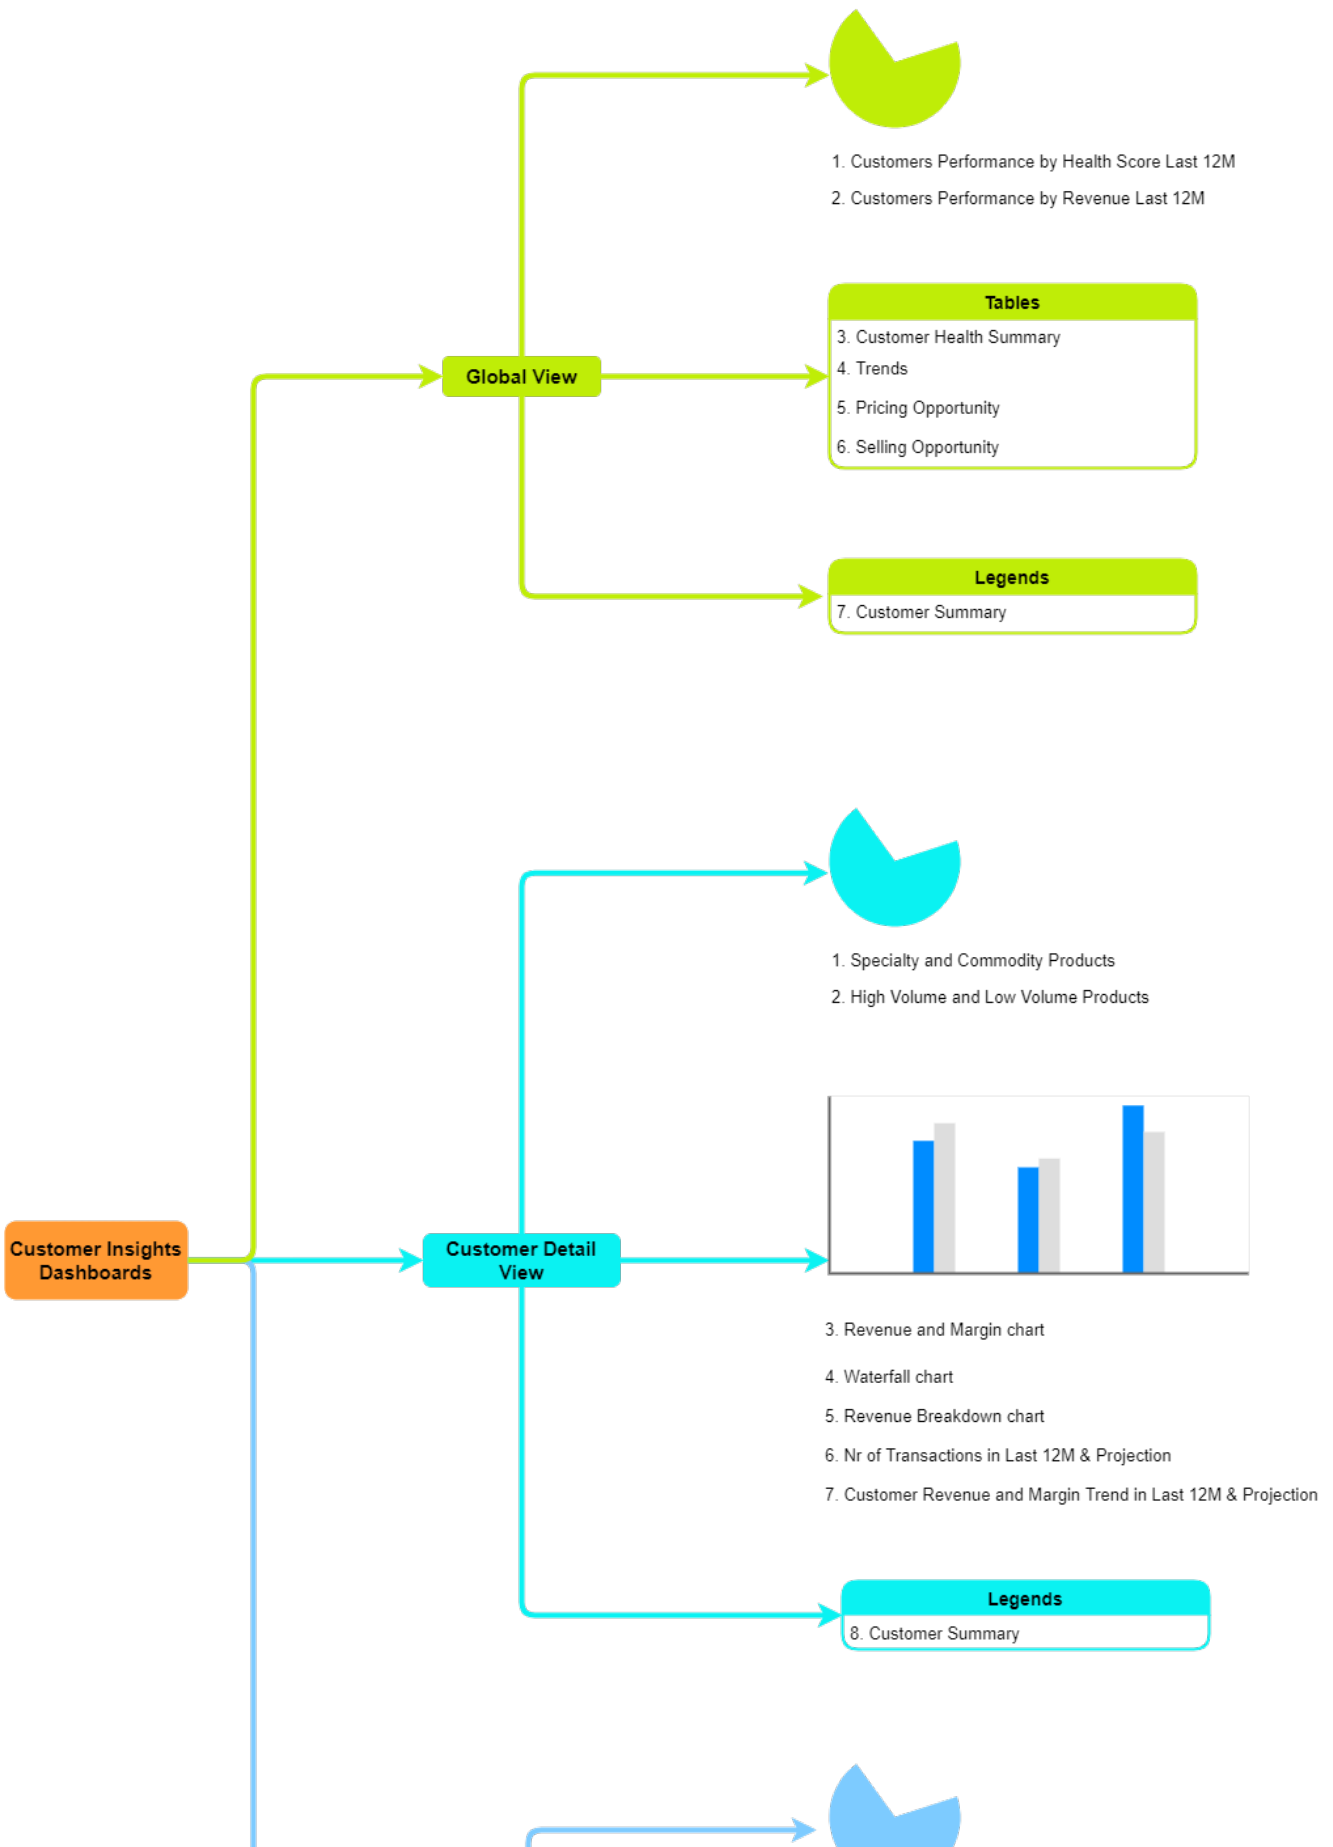 1. Customers Performance by Health Score Last 12M
2. Customers Performance by Revenue Last 12M
Tables
3. Customer Health Summary
4. Trends
5. Pricing Opportunity
6. Selling Opportunity
Global View
Legends
7. Customer Summary
1. Specialty and Commodity Products
2. High Volume and Low Volume Products
Customer Insights
Dashboards
Customer Detail
View
3. Revenue and Margin chart
4. Waterfall chart
5. Revenue Breakdown chart
6. Nr of Transactions in Last 12M & Projection
7. Customer Revenue and Margin Trend in Last 12M & Projection
Legends
8. Customer Summary